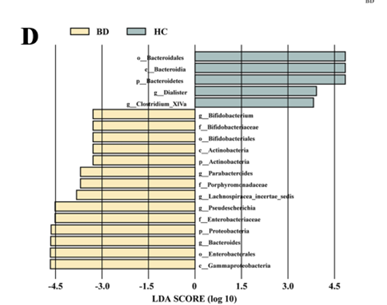 D
BD
HC
o__Bacteroidales
c__Bacteroidia
p__Bacteroidetes
g__Dialister
g__Clostridium_XlVa
g__Bifidobacterium
f__Bifidobacteriaceae
o__Bifidobacteriales
c__Actinobacteria
p__Actinobacteria
g__Parabacteroides
f__Porphyromonadaceae
g__Lachnospiracea_incertae_sedis
g__Pseudescherichia
f__Enterobacteriaceae
p__Proteobacteria
g__Bacteroides
o__Enterobacterales
c__Gammaproteobacteria
-4.5 -3.0 -1.5 0 1.5 3.0 4.5
LDA SCORE (log 10)